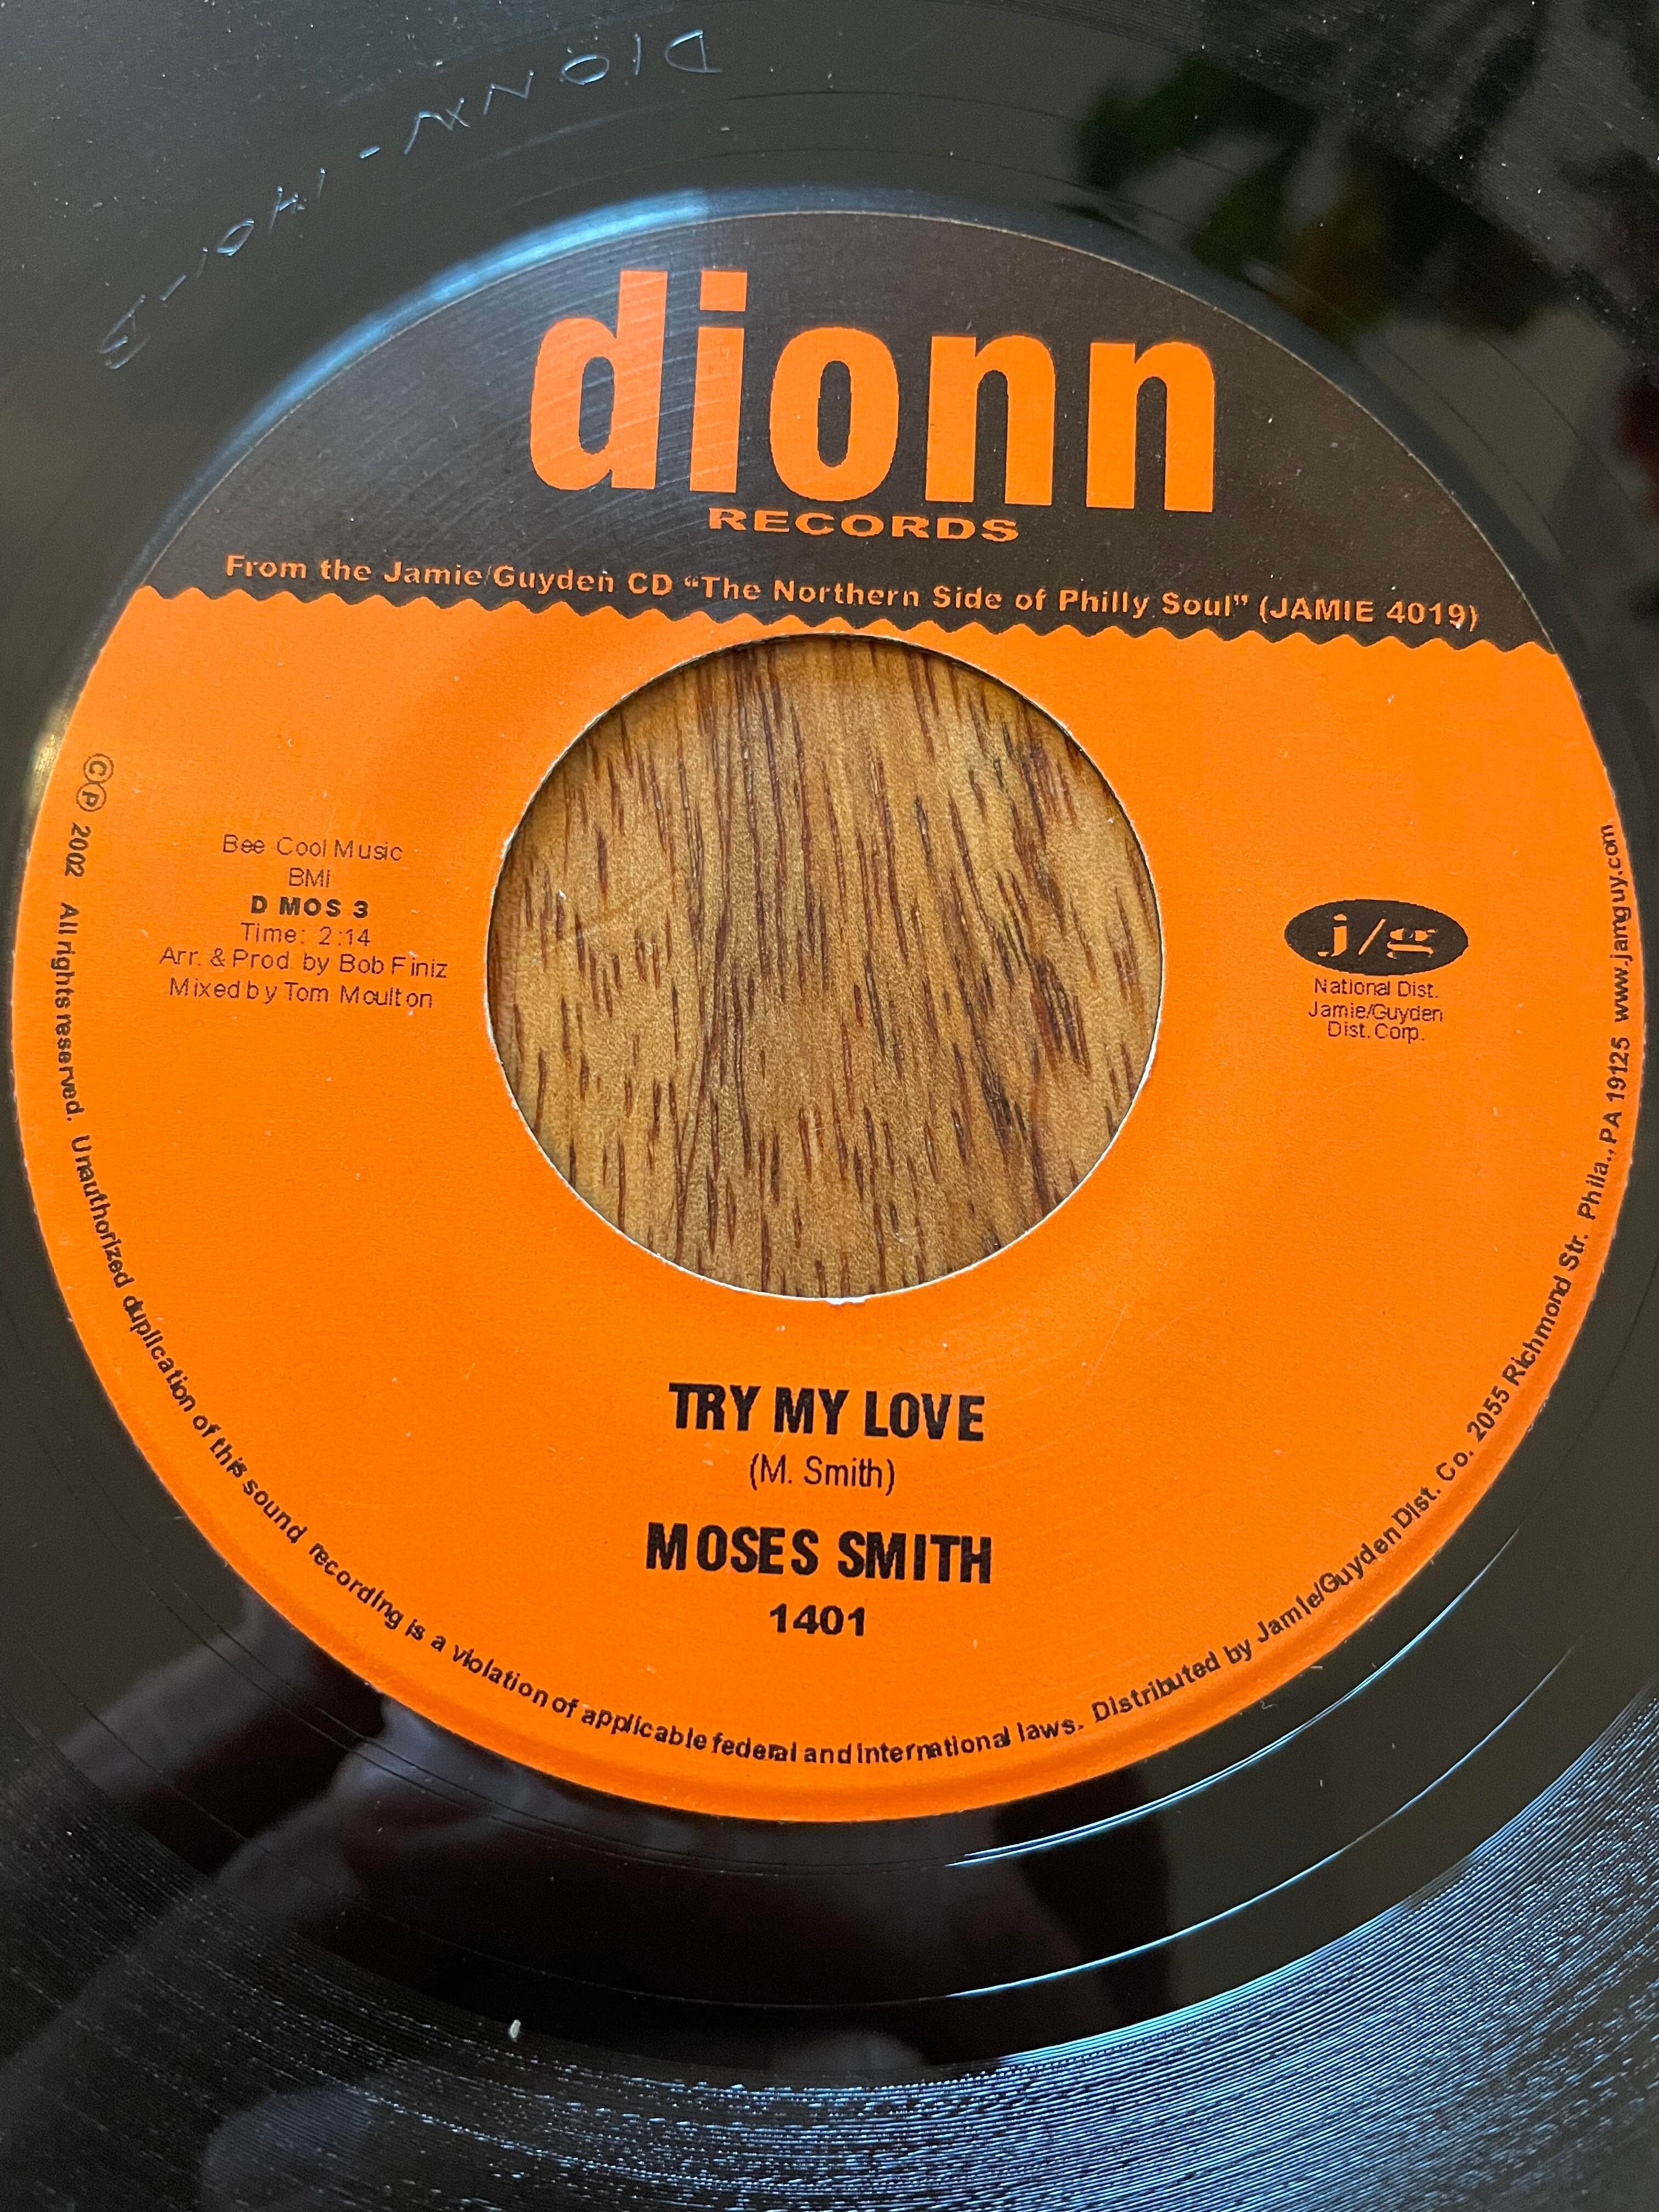 DIONN-1401-B
dionn
RECORDS
From the Jamie/Guyden CD “The Northern Side of Philly Soul” (JAMIE 4019)
Bee Cool Music
BMI
D MOS 3
Time: 2:14
Arr. & Prod. by Bob Finiz
Mixed by Tom Moulton
j/g
National Dist.
Jamie/Guyden
Dist. Corp.
TRY MY LOVE
(M. Smith)
MOSES SMITH
1401
©℗ 2002 All rights reserved. Unauthorized duplication of this sound recording is a violation of applicable federal and international laws. Distributed by Jamie/Guyden Dist. Co. 2055 Richmond Str. Phila., PA 19125 www.jamguy.com